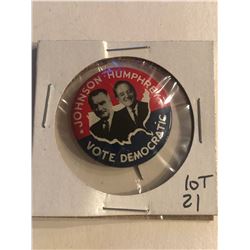 ★ JOHNSON HUMPHREY
VOTE DEMOCRATIC
LOT
21